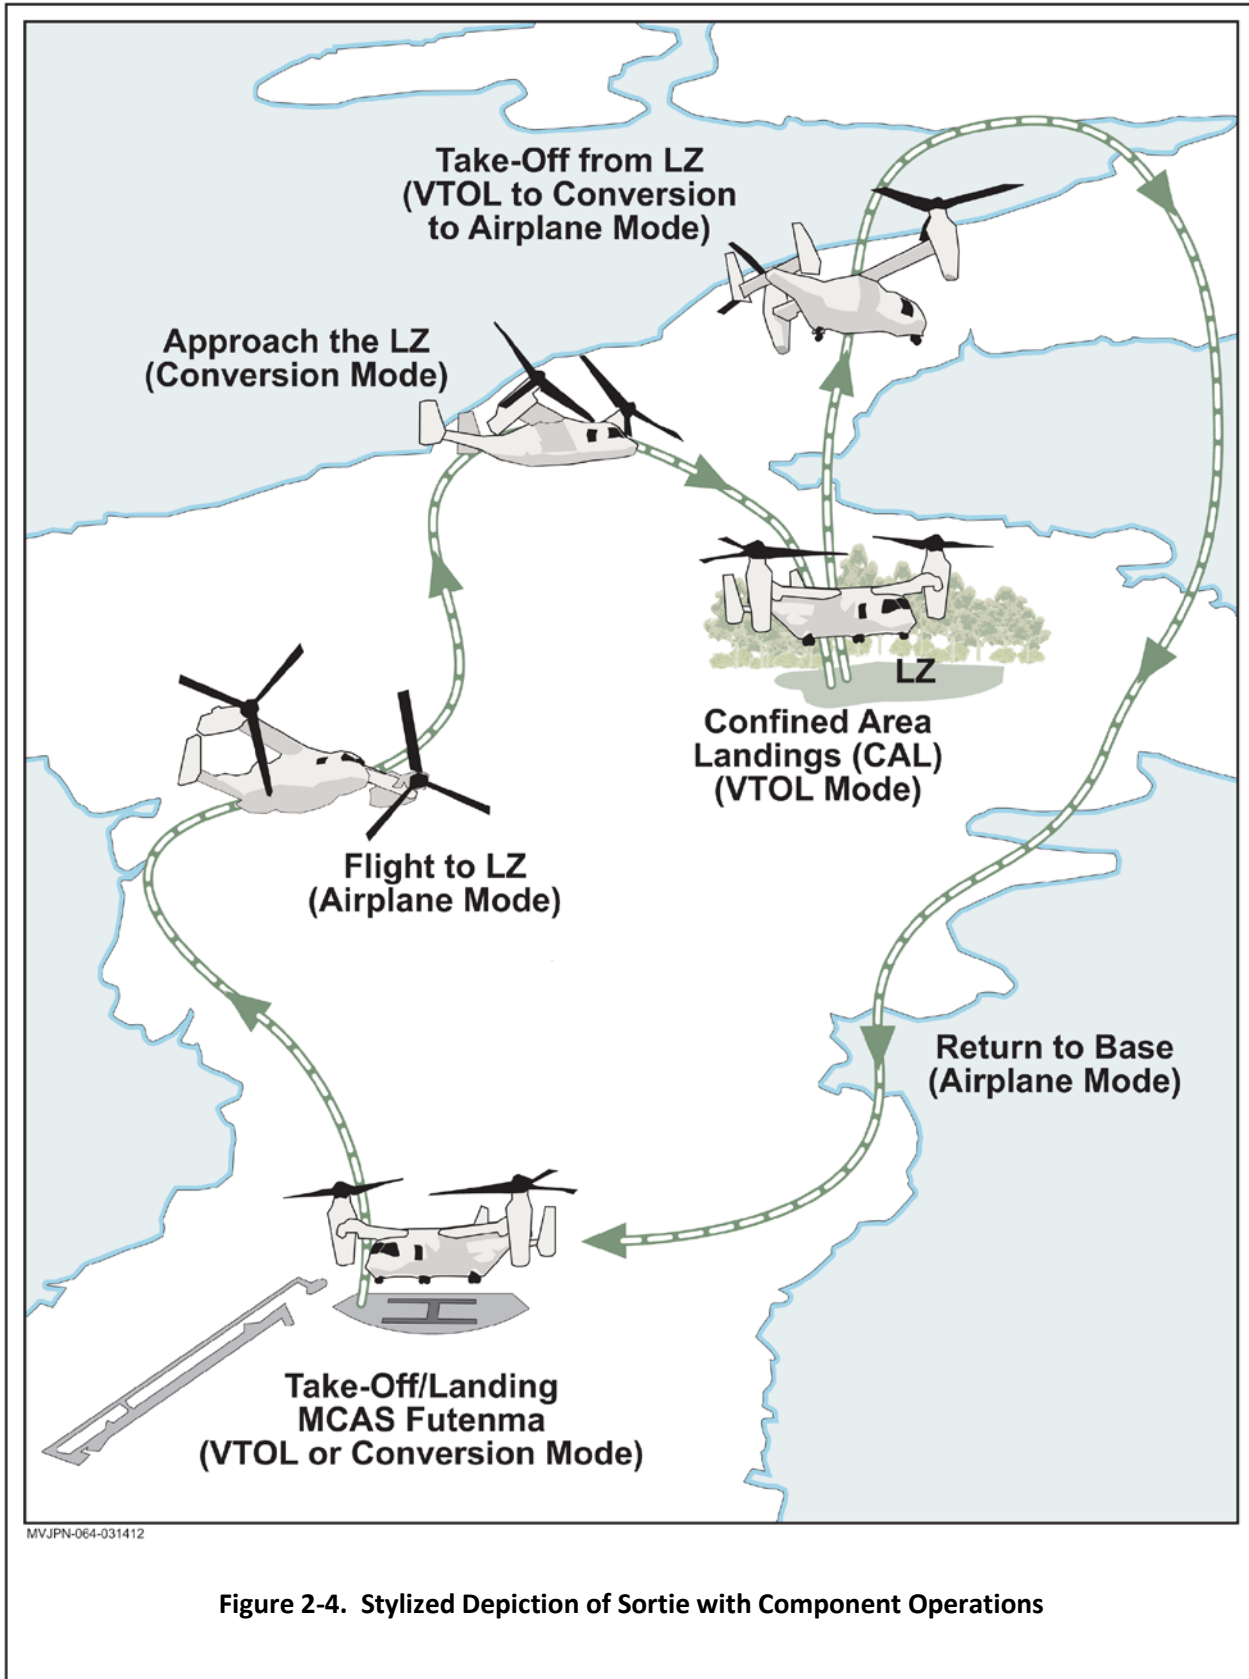 Take-Off from LZ
(VTOL to Conversion
to Airplane Mode)
Approach the LZ
(Conversion Mode)
LZ
Confined Area
Landings (CAL)
(VTOL Mode)
Flight to LZ
(Airplane Mode)
Return to Base
(Airplane Mode)
Take-Off/Landing
MCAS Futenma
(VTOL or Conversion Mode)
MVJPN-064-031412
Figure 2-4. Stylized Depiction of Sortie with Component Operations